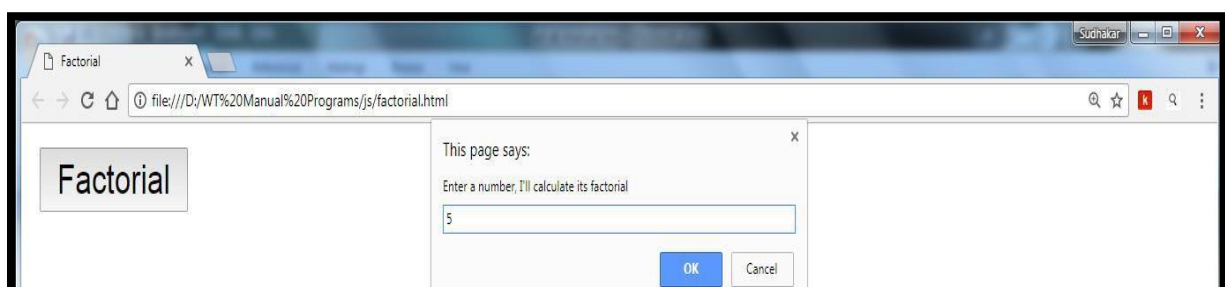 Sudhakar
Factorial
file:///D:/WT%20Manual%20Programs/js/factorial.html
k
This page says:
Enter a number, I'll calculate its factorial
5
OK Cancel
Factorial